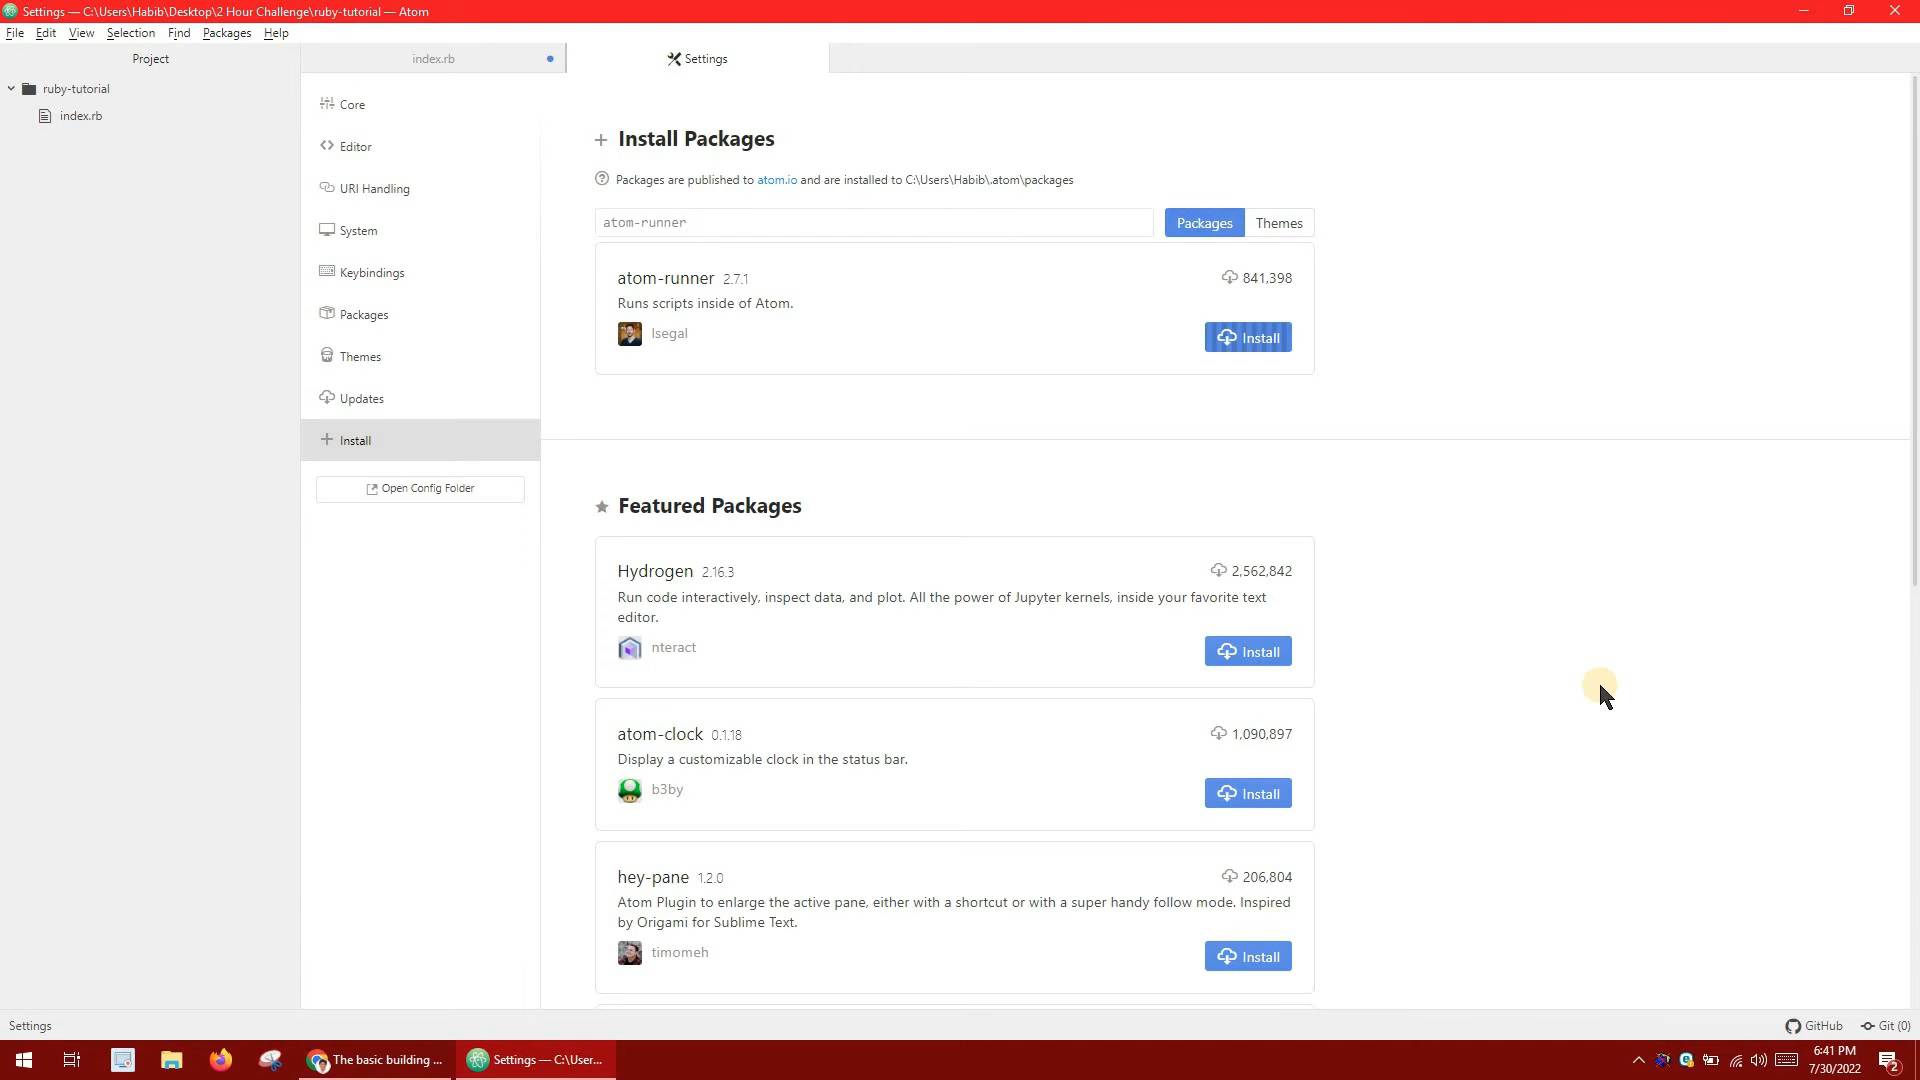 Settings — C:\Users\Habib\Desktop\2 Hour Challenge\ruby-tutorial — Atom
File Edit View Selection Find Packages Help
Project
index.rb
Settings
ruby-tutorial
index.rb
Core
Editor
URI Handling
System
Keybindings
Packages
Themes
Updates
Install
Open Config Folder
Install Packages
Packages are published to atom.io and are installed to C:\Users\Habib\.atom\packages
atom-runner
Packages Themes
atom-runner 2.7.1 841,398
Runs scripts inside of Atom.
lsegal
Install
Featured Packages
Hydrogen 2.16.3 2,562,842
Run code interactively, inspect data, and plot. All the power of Jupyter kernels, inside your favorite text
editor.
nteract
Install
atom-clock 0.1.18 1,090,897
Display a customizable clock in the status bar.
b3by
Install
hey-pane 1.2.0 206,804
Atom Plugin to enlarge the active pane, either with a shortcut or with a super handy follow mode. Inspired
by Origami for Sublime Text.
timomeh
Install
Settings
GitHub Git (0)
The basic building ...
Settings — C:\User...
6:41 PM
7/30/2022
2